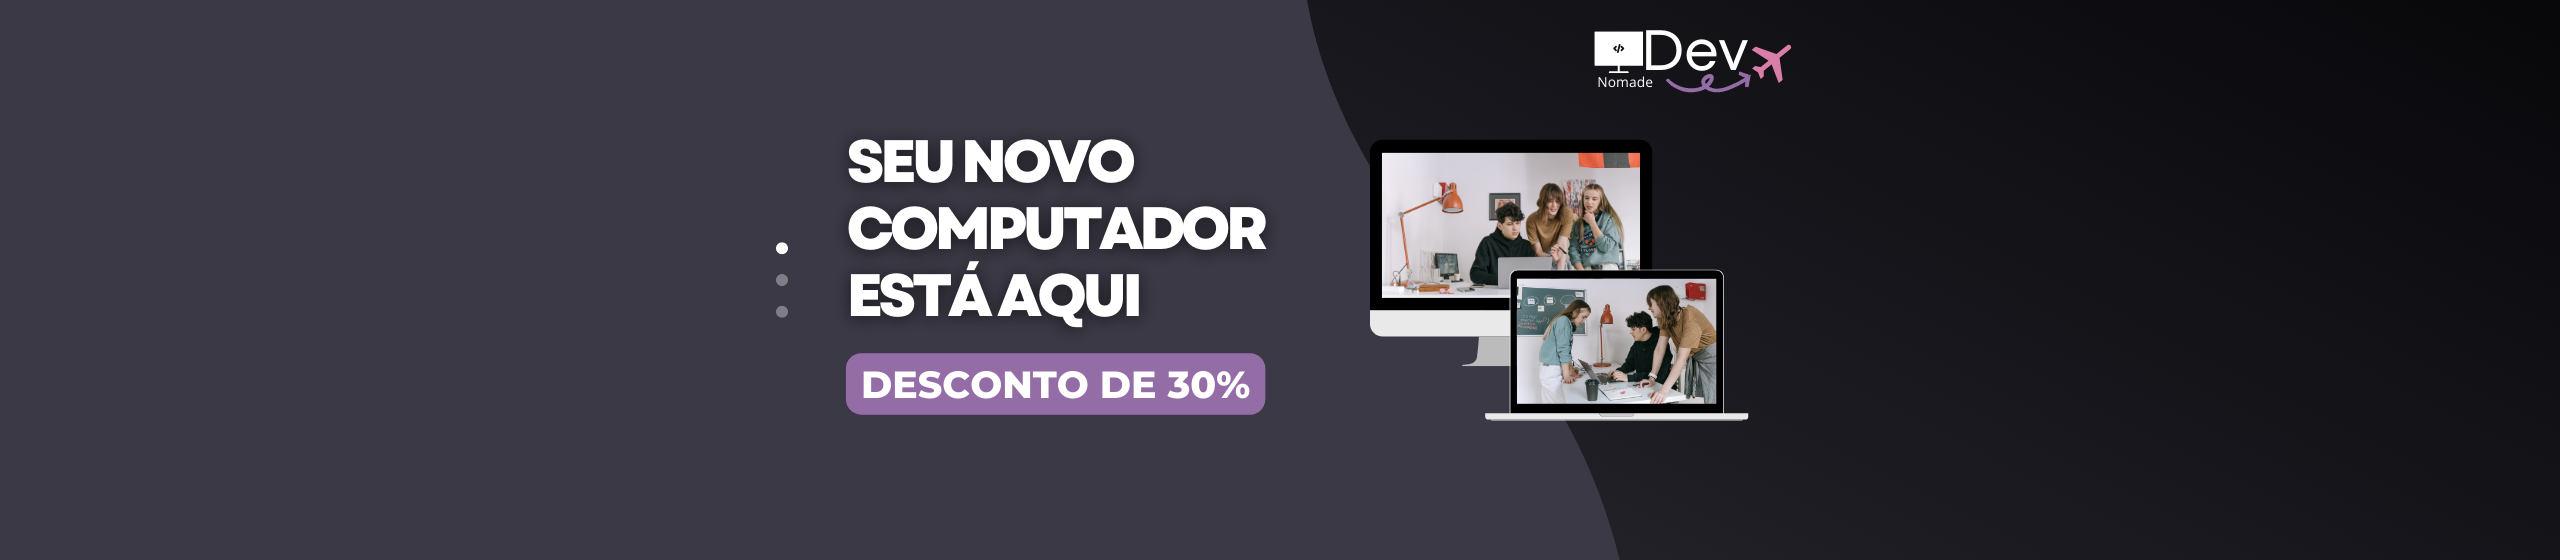 Dev
Nomade
SEU NOVO
COMPUTADOR
ESTÁ AQUI
DESCONTO DE 30%